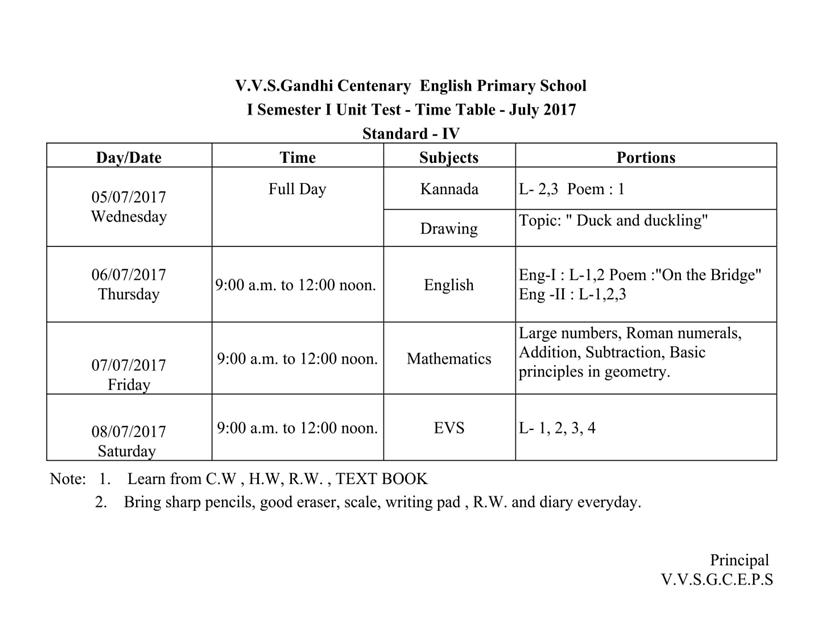 V.V.S.Gandhi Centenary English Primary School
I Semester I Unit Test - Time Table - July 2017
Standard - IV
Day/Date Time Subjects Portions
05/07/2017
Wednesday
Full Day
Kannada
L- 2,3 Poem : 1
Drawing
Topic: " Duck and duckling"
06/07/2017
Thursday
9:00 a.m. to 12:00 noon.
English
Eng-I : L-1,2 Poem :"On the Bridge"
Eng -II : L-1,2,3
07/07/2017
Friday
9:00 a.m. to 12:00 noon.
Mathematics
Large numbers, Roman numerals,
Addition, Subtraction, Basic
principles in geometry.
08/07/2017
Saturday
9:00 a.m. to 12:00 noon.
EVS
L- 1, 2, 3, 4
Note: 1. Learn from C.W , H.W, R.W. , TEXT BOOK
2. Bring sharp pencils, good eraser, scale, writing pad , R.W. and diary everyday.
Principal
V.V.S.G.C.E.P.S